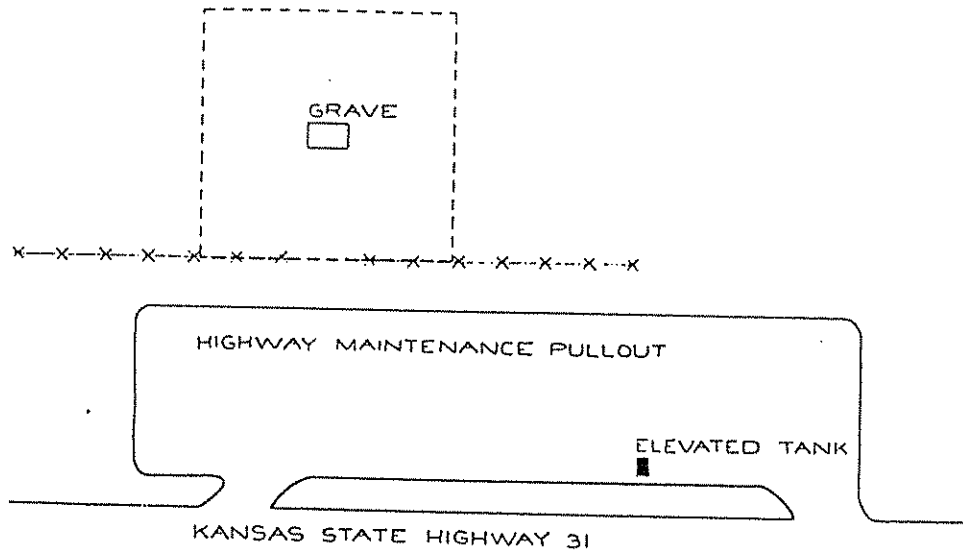 GRAVE
HIGHWAY MAINTENANCE PULLOUT
ELEVATED TANK
KANSAS STATE HIGHWAY 31